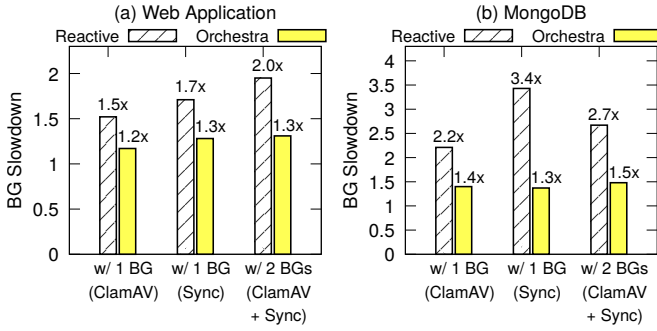 (a) Web Application
Reactive Orchestra
BG Slowdown
2
1.5
1
0.5
0
1.5x
1.2x
1.7x
1.3x
2.0x
1.3x
w/ 1 BG w/ 1 BG w/ 2 BGs
(ClamAV) (Sync) (ClamAV
+ Sync)
(b) MongoDB
Reactive Orchestra
BG Slowdown
3.5
3
2.5
2
1.5
1
0.5
0
2.2x
1.4x
3.4x
1.3x
2.7x
1.5x
w/ 1 BG w/ 1 BG w/ 2 BGs
(ClamAV) (Sync) (ClamAV
+ Sync)